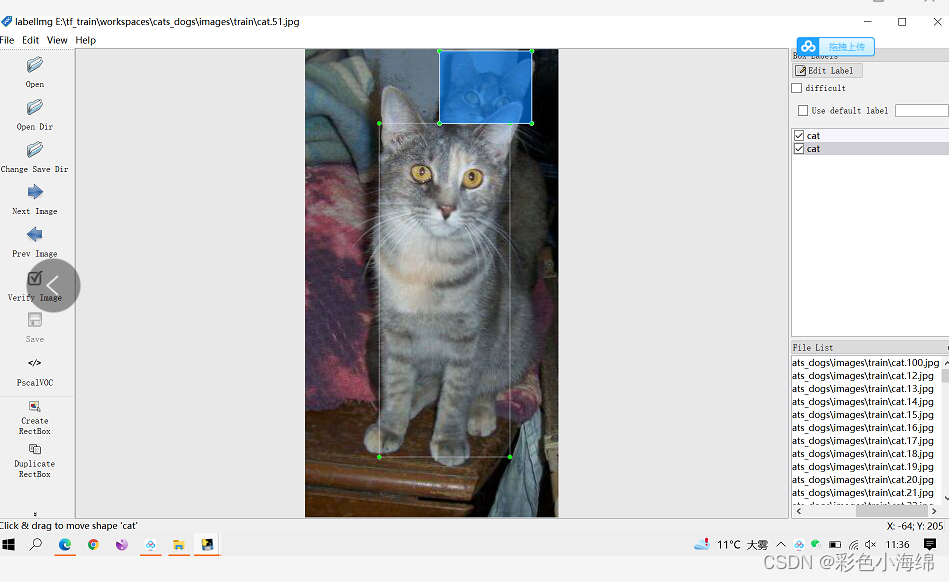 labelImg E:\tf_train\workspaces\cats_dogs\images\train\cat.51.jpg
File Edit View Help
Open
Open Dir
Change Save Dir
Next Image
Prev Image
Verify Image
Save
</>
PscalVOC
Create
RectBox
Duplicate
RectBox
拖拽上传
Box Labels
Edit Label
difficult
Use default label
cat
cat
File List
ats_dogs\images\train\cat.100.jpg
ats_dogs\images\train\cat.12.jpg
ats_dogs\images\train\cat.13.jpg
ats_dogs\images\train\cat.14.jpg
ats_dogs\images\train\cat.15.jpg
ats_dogs\images\train\cat.16.jpg
ats_dogs\images\train\cat.17.jpg
ats_dogs\images\train\cat.18.jpg
ats_dogs\images\train\cat.19.jpg
ats_dogs\images\train\cat.20.jpg
ats_dogs\images\train\cat.21.jpg
Click & drag to move shape 'cat'
X: -64; Y: 205
11°C 大雾
11:36
CSDN @彩色小海绵